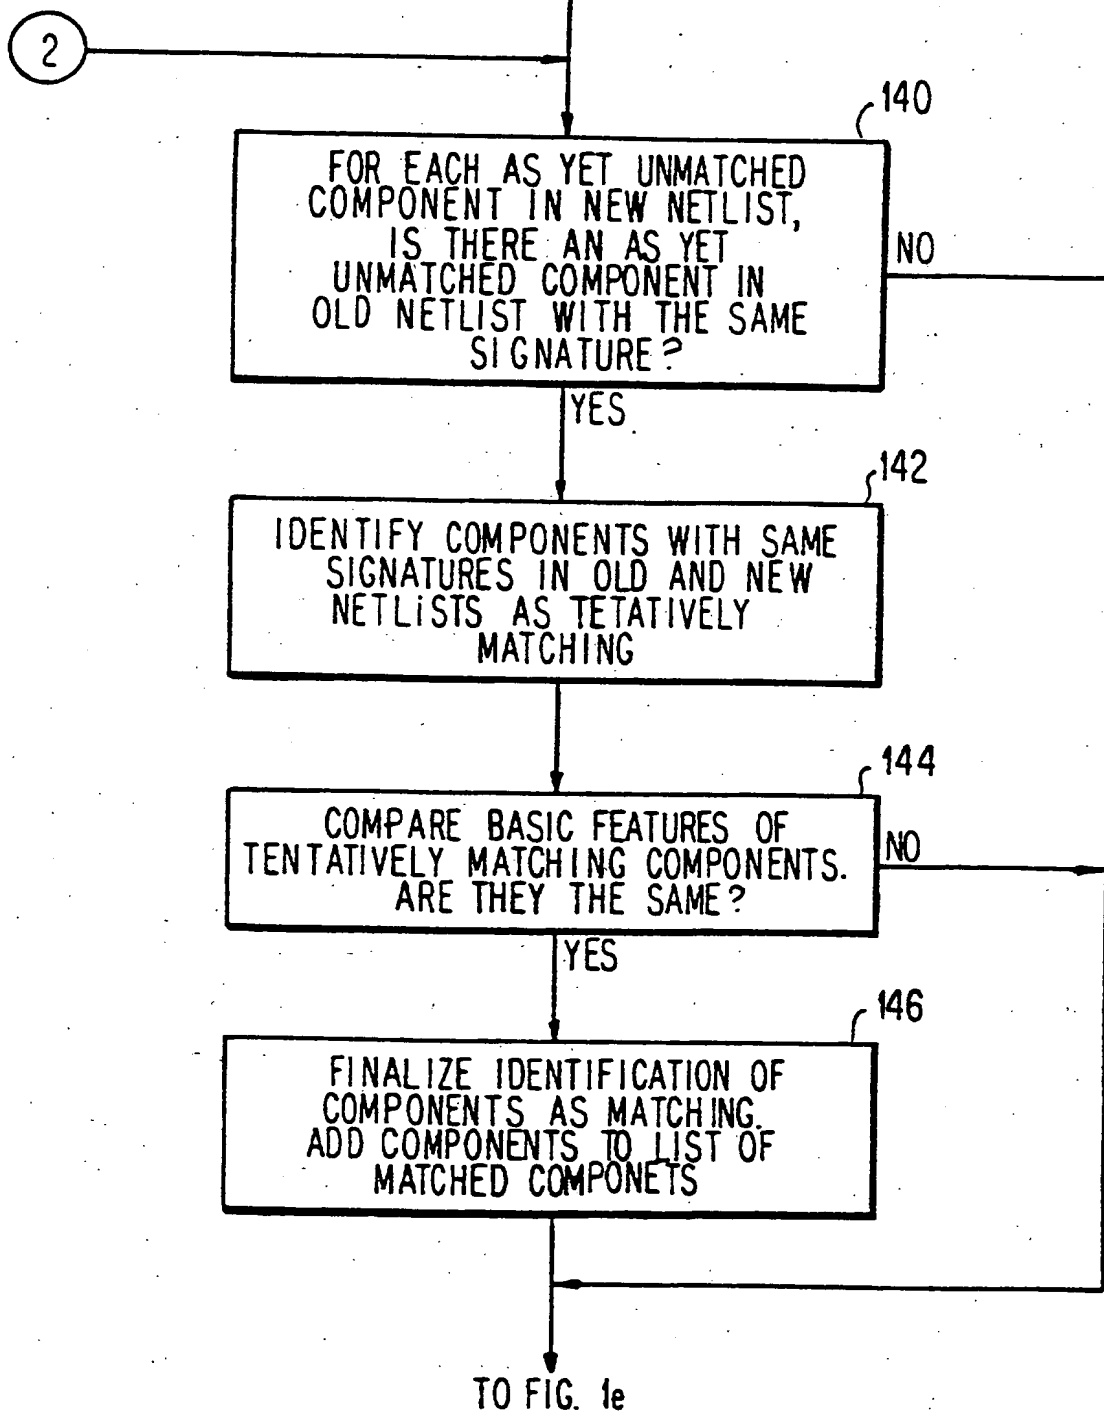 2
140
FOR EACH AS YET UNMATCHED
COMPONENT IN NEW NETLIST,
IS THERE AN AS YET
UNMATCHED COMPONENT IN
OLD NETLIST WITH THE SAME
SIGNATURE?
NO
YES
142
IDENTIFY COMPONENTS WITH SAME
SIGNATURES IN OLD AND NEW
NETLiSTS AS TETATIVELY
MATCHING
144
COMPARE BASIC FEATURES OF
TENTATIVELY MATCHING COMPONENTS.
ARE THEY THE SAME?
NO
YES
146
FINALIZE IDENTIFICATION OF
COMPONENTS AS MATCHING.
ADD COMPONENTS TO LIST OF
MATCHED COMPONETS
TO FIG. 1e